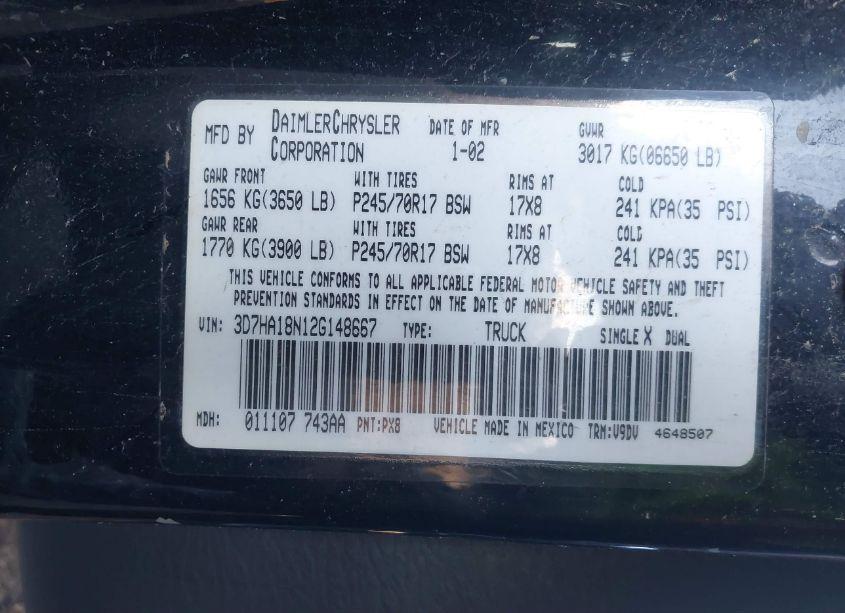 MFD BY DAIMLERCHRYSLER CORPORATION DATE OF MFR GVWR
1-02 3017 KG(06650 LB)
GAWR FRONT WITH TIRES RIMS AT COLD
1656 KG(3650 LB) P245/70R17 BSW 17X8 241 KPA(35 PSI)
GAWR REAR WITH TIRES RIMS AT COLD
1770 KG(3900 LB) P245/70R17 BSW 17X8 241 KPA(35 PSI)
THIS VEHICLE CONFORMS TO ALL APPLICABLE FEDERAL MOTOR VEHICLE SAFETY AND THEFT
PREVENTION STANDARDS IN EFFECT ON THE DATE OF MANUFACTURE SHOWN ABOVE.
VIN: 3D7HA18N12G148667 TYPE: TRUCK SINGLE X DUAL
MDH: 011107 743AA PNT:PX8 VEHICLE MADE IN MEXICO TRM:V9DV 4648507